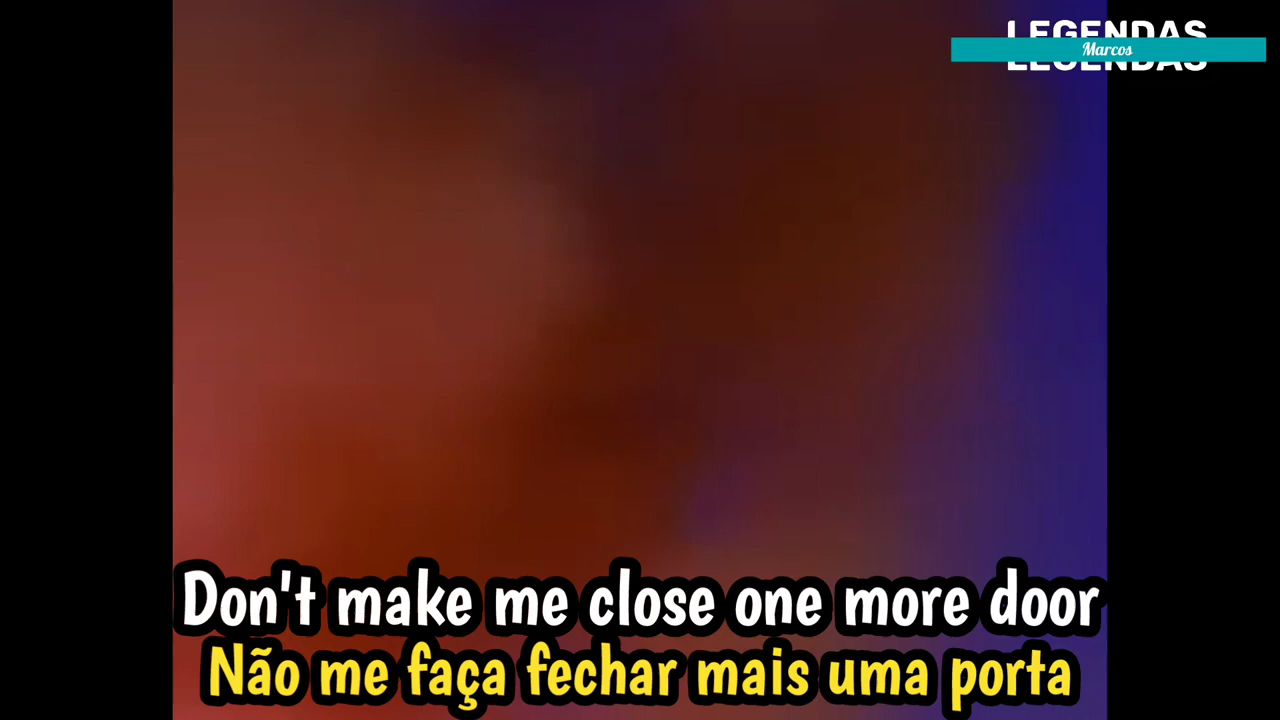 LEGENDAS
Marcos
LEGENDAS
Don't make me close one more door
Não me faça fechar mais uma porta